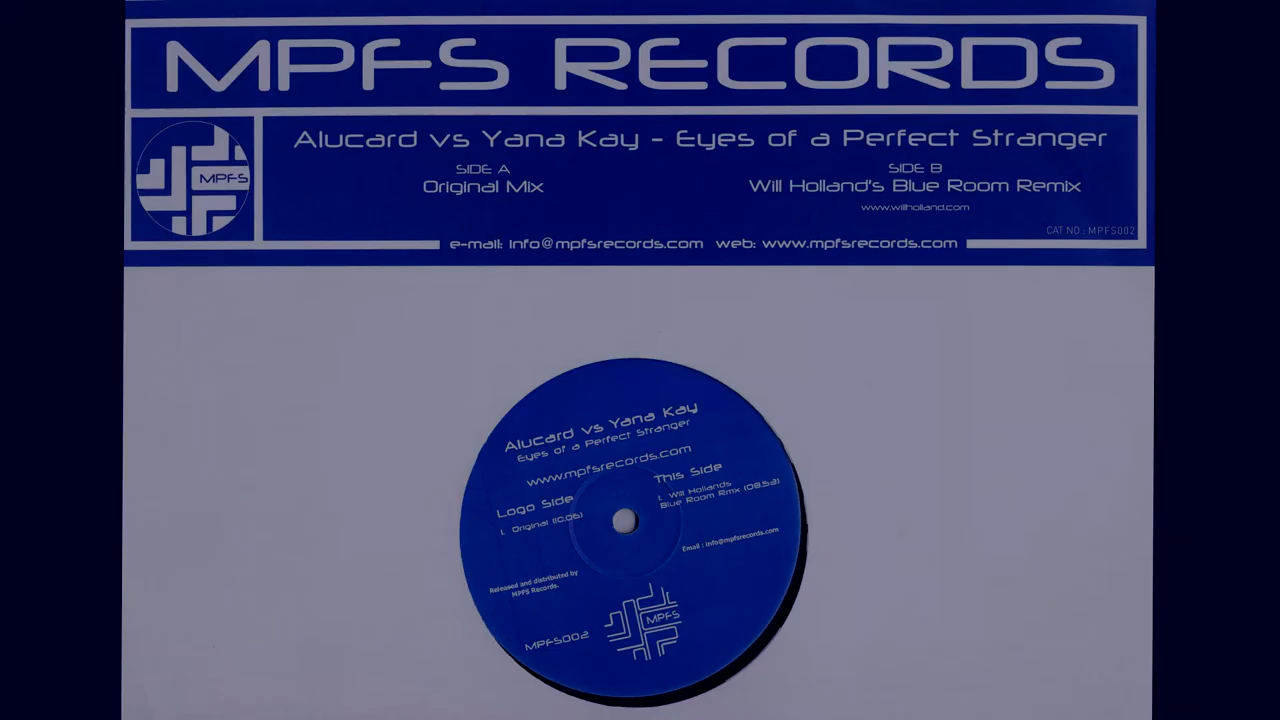 MPFS RECORDS
Alucard vs Yana Kay - Eyes of a Perfect Stranger
SIDE A
Original Mix
SIDE B
Will Holland's Blue Room Remix
www.willholland.com
MPFS
CAT NO : MPFS002
e-mail: info@mpfsrecords.com web: www.mpfsrecords.com
Alucard vs Yana Kay
Eyes of a Perfect Stranger
www.mpfsrecords.com
Logo Side
1. Original (10.06)
This Side
1. Will Hollands
Blue Room Rmx (08.53)
Email : info@mpfsrecords.com
Released and distributed by
MPFS Records.
MPFS002
MPFS